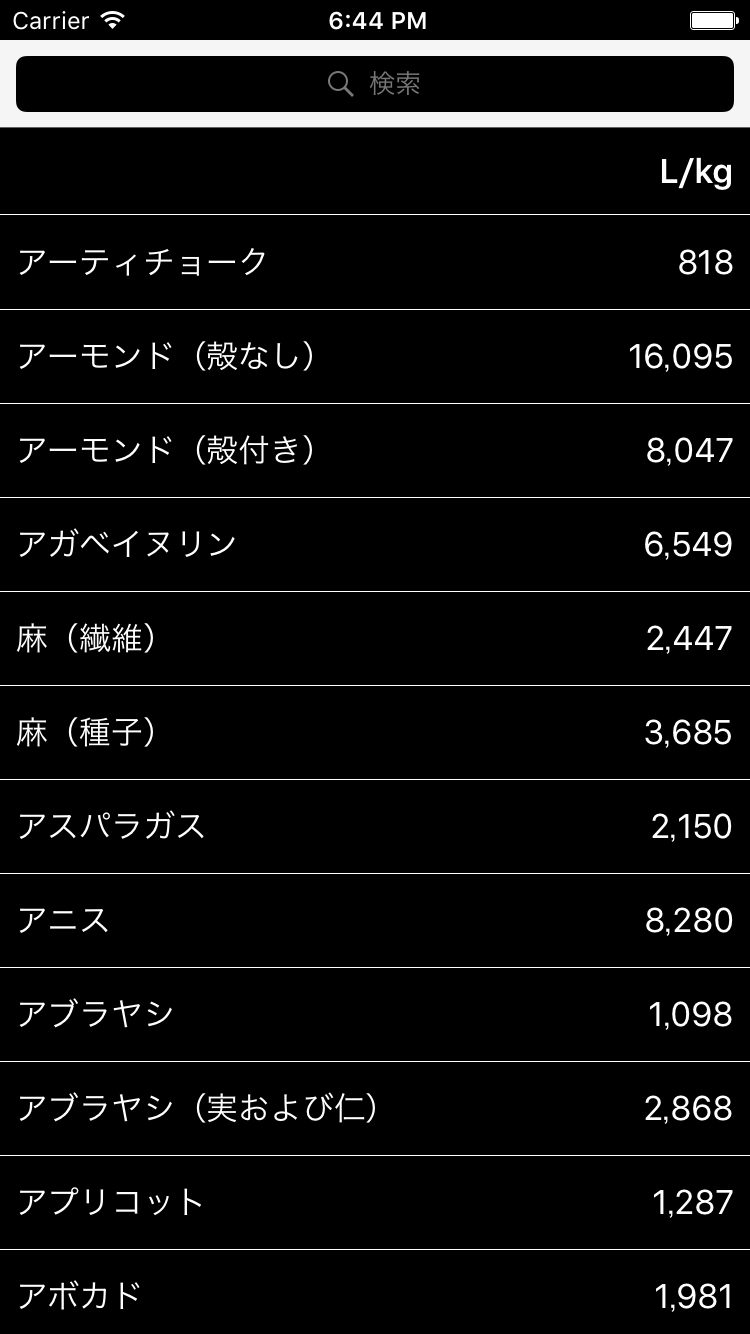 Carrier 6:44 PM
検索
L/kg
アーティチョーク 818
アーモンド（殻なし） 16,095
アーモンド（殻付き） 8,047
アガベイヌリン 6,549
麻（繊維） 2,447
麻（種子） 3,685
アスパラガス 2,150
アニス 8,280
アブラヤシ 1,098
アブラヤシ（実および仁） 2,868
アプリコット 1,287
アボカド 1,981